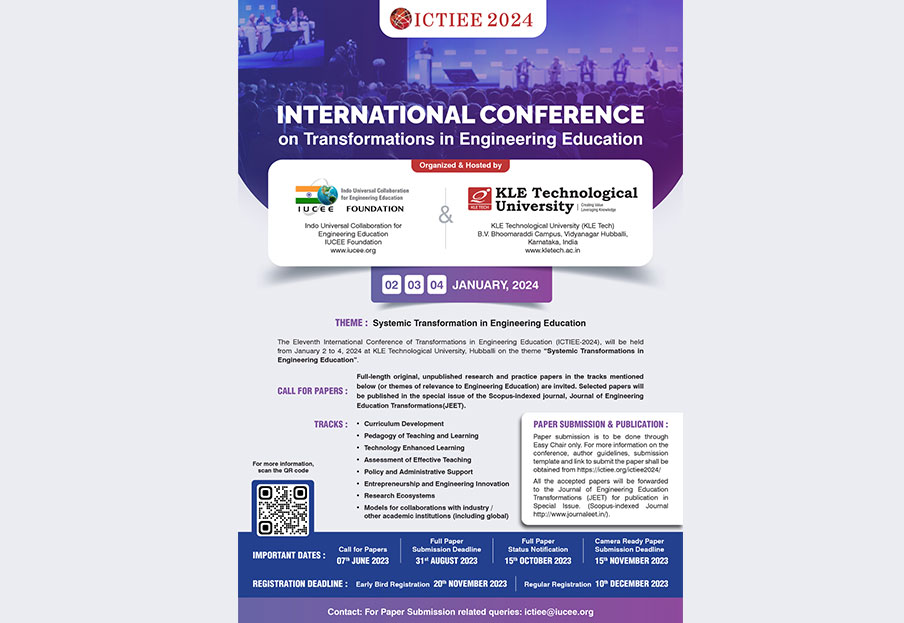 ICTIEE 2024
INTERNATIONAL CONFERENCE
on Transformations in Engineering Education
Organized & Hosted by
Indo Universal Collaboration
for Engineering Education
IUCEE FOUNDATION
Indo Universal Collaboration for
Engineering Education
IUCEE Foundation
www.iucee.org
&
KLE TECH
KLE Technological
University
Creating Value
Leveraging Knowledge
KLE Technological University (KLE Tech)
B.V. Bhoomaraddi Campus, Vidyanagar Hubballi,
Karnataka, India
www.kletech.ac.in
02 03 04 JANUARY, 2024
THEME : Systemic Transformation in Engineering Education
The Eleventh International Conference of Transformations in Engineering Education (ICTIEE-2024), will be held
from January 2 to 4, 2024 at KLE Technological University, Hubballi on the theme "Systemic Transformations in
Engineering Education".
CALL FOR PAPERS :
Full-length original, unpublished research and practice papers in the tracks mentioned
below (or themes of relevance to Engineering Education) are invited. Selected papers will
be published in the special issue of the Scopus-indexed journal, Journal of Engineering
Education Transformations(JEET).
TRACKS :
• Curriculum Development
• Pedagogy of Teaching and Learning
• Technology Enhanced Learning
• Assessment of Effective Teaching
• Policy and Administrative Support
• Entrepreneurship and Engineering Innovation
• Research Ecosystems
• Models for collaborations with industry /
other academic institutions (including global)
PAPER SUBMISSION & PUBLICATION :
Paper submission is to be done through
Easy Chair only. For more information on the
conference, author guidelines, submission
template and link to submit the paper shall be
obtained from https://ictiee.org/ictiee2024/
All the accepted papers will be forwarded
to the Journal of Engineering Education
Transformations (JEET) for publication in
Special Issue. (Scopus-indexed Journal
http://www.journaleet.in/).
For more information,
scan the QR code
IMPORTANT DATES :
Call for Papers
07th JUNE 2023
Full Paper
Submission Deadline
31st AUGUST 2023
Full Paper
Status Notification
15th OCTOBER 2023
Camera Ready Paper
Submission Deadline
15th NOVEMBER 2023
REGISTRATION DEADLINE : Early Bird Registration 20th NOVEMBER 2023 Regular Registration 10th DECEMBER 2023
Contact: For Paper Submission related queries: ictiee@iucee.org